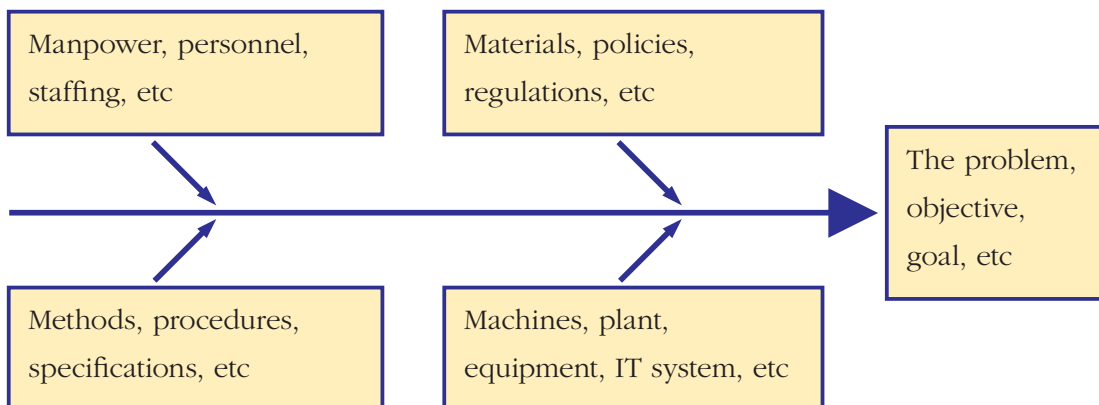 Manpower, personnel,
staffing, etc
Materials, policies,
regulations, etc
The problem,
objective,
goal, etc
Methods, procedures,
specifications, etc
Machines, plant,
equipment, IT system, etc